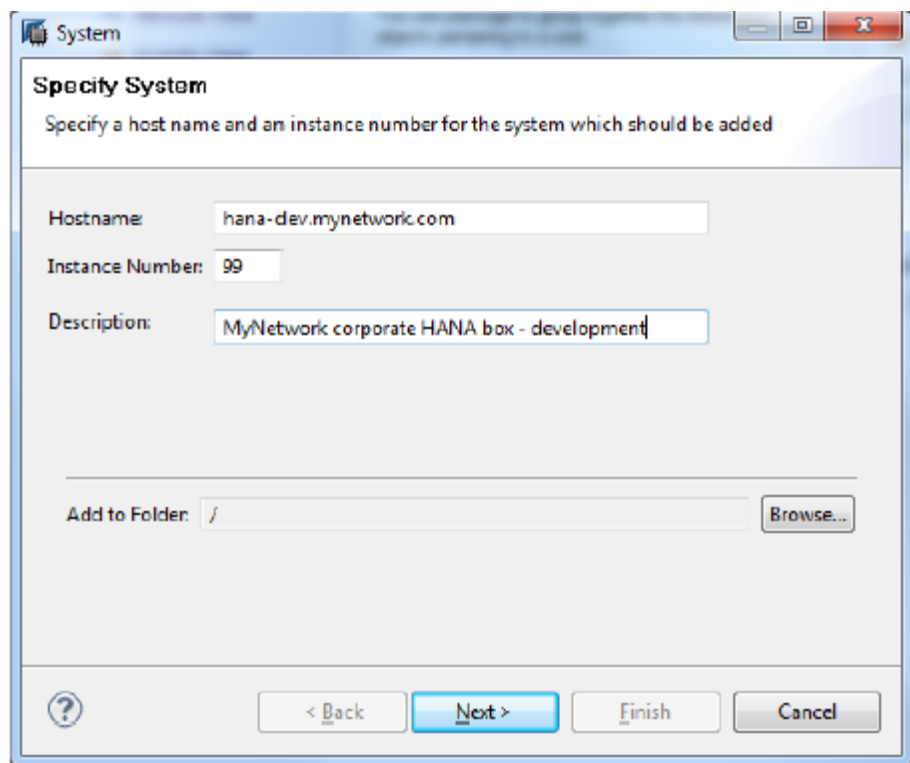 System
Specify System
Specify a host name and an instance number for the system which should be added
Hostname: hana-dev.mynetwork.com
Instance Number: 99
Description: MyNetwork corporate HANA box - development
Add to Folder: / Browse...
? < Back Next > Finish Cancel